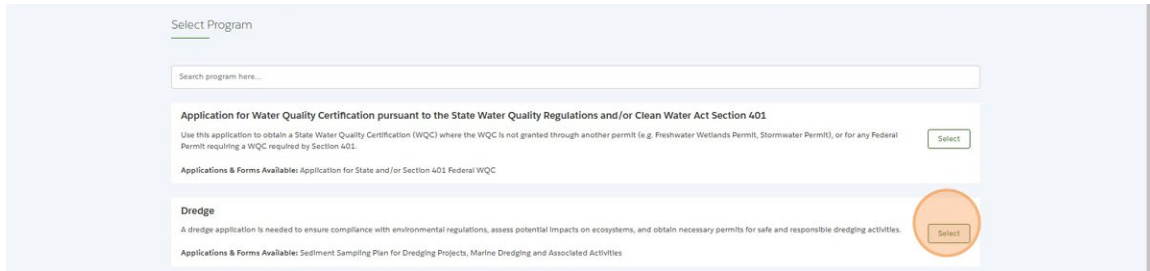 Select Program
Search program here...
Application for Water Quality Certification pursuant to the State Water Quality Regulations and/or Clean Water Act Section 401
Use this application to obtain a State Water Quality Certification (WQC) where the WQC is not granted through another permit (e.g. Freshwater Wetlands Permit, Stormwater Permit), or for any Federal
Permit requiring a WQC required by Section 401.
Select
Applications & Forms Available: Application for State and/or Section 401 Federal WQC
Dredge
A dredge application is needed to ensure compliance with environmental regulations, assess potential impacts on ecosystems, and obtain necessary permits for safe and responsible dredging activities.
Select
Applications & Forms Available: Sediment Sampling Plan for Dredging Projects, Marine Dredging and Associated Activities